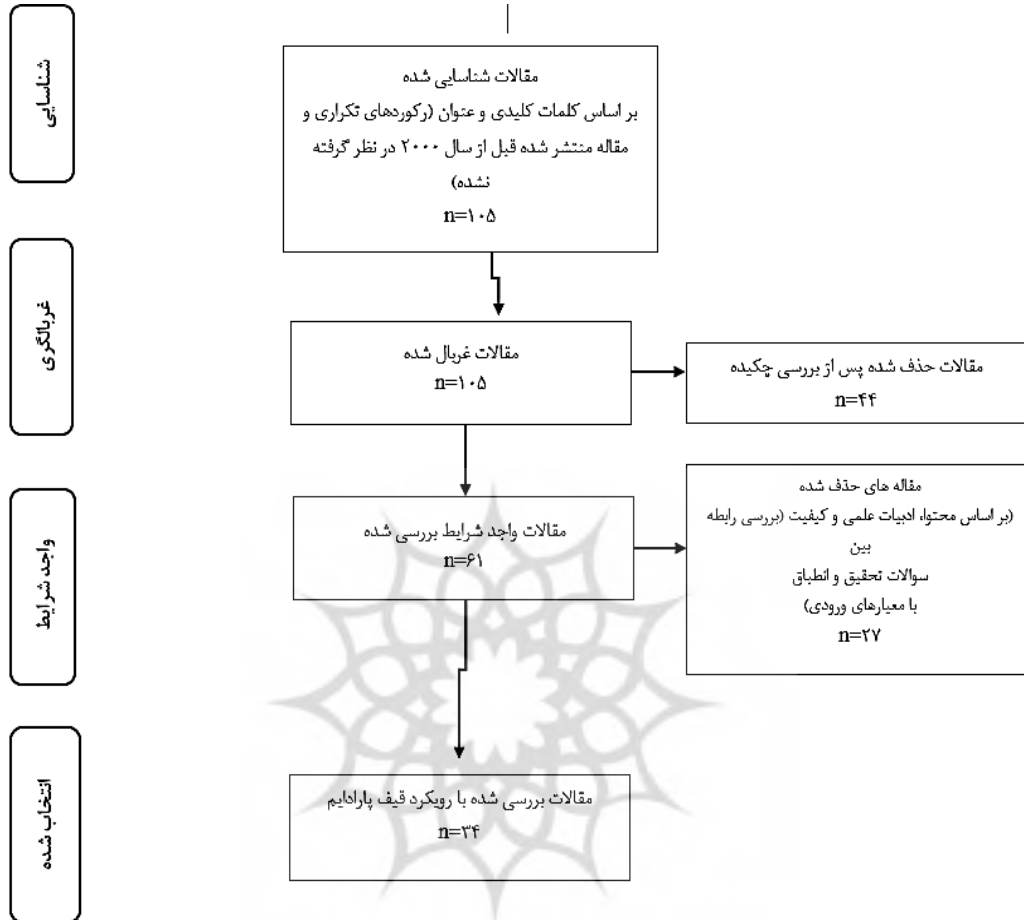 شناسایی
مقالات شناسایی شده
بر اساس کلمات کلیدی و عنوان (رکوردهای تکراری و
مقاله منتشر شده قبل از سال ۲۰۰۰ در نظر گرفته
نشده)
n=۱۰۵
غربالگری
مقالات غربال شده
n=۱۰۵
مقالات حذف شده پس از بررسی چکیده
n=۴۴
واجد شرایط
مقالات واجد شرایط بررسی شده
n=۶۱
مقاله های حذف شده
(بر اساس محتوا، ادبیات علمی و کیفیت (بررسی رابطه
بین
سوالات تحقیق و انطباق
با معیارهای ورودی)
n=۲۷
انتخاب شده
مقالات بررسی شده با رویکرد قیف پارادایم
n=۳۴